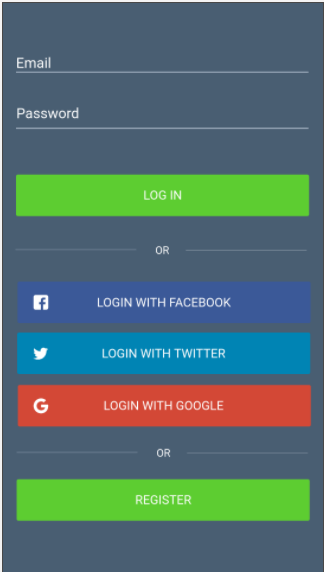 Email
Password
LOG IN
OR
LOGIN WITH FACEBOOK
LOGIN WITH TWITTER
LOGIN WITH GOOGLE
OR
REGISTER